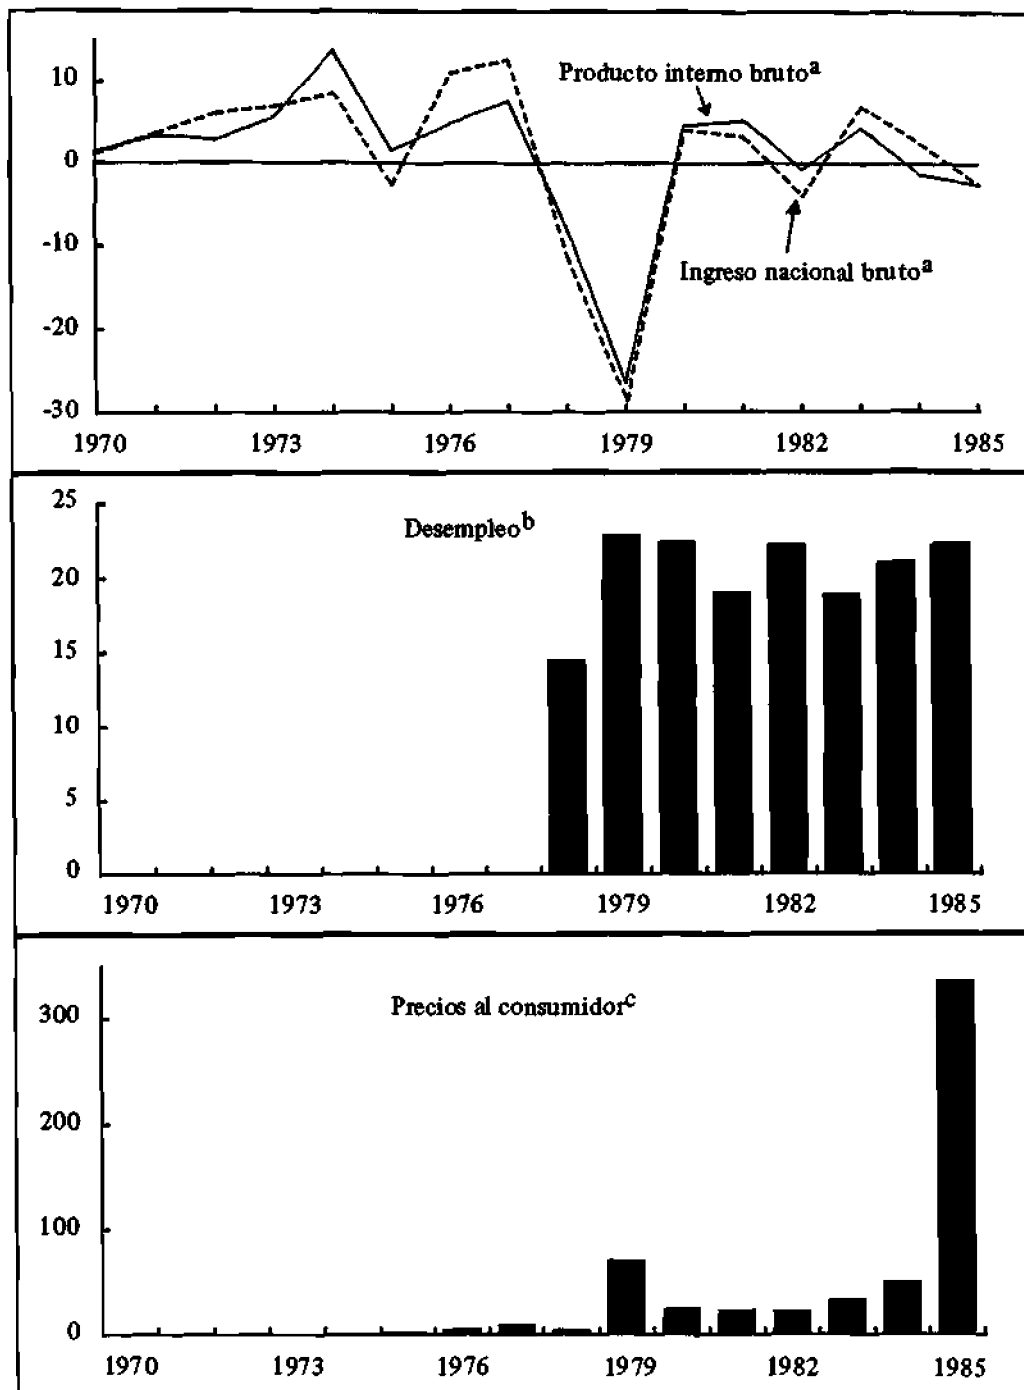 10
0
-10
-20
-30
Producto interno bruto^a
Ingreso nacional bruto^a
1970 1973 1976 1979 1982 1985
25
20
15
10
5
0
Desempleo^b
1970 1973 1976 1979 1982 1985
300
200
100
0
Precios al consumidor^c
1970 1973 1976 1979 1982 1985